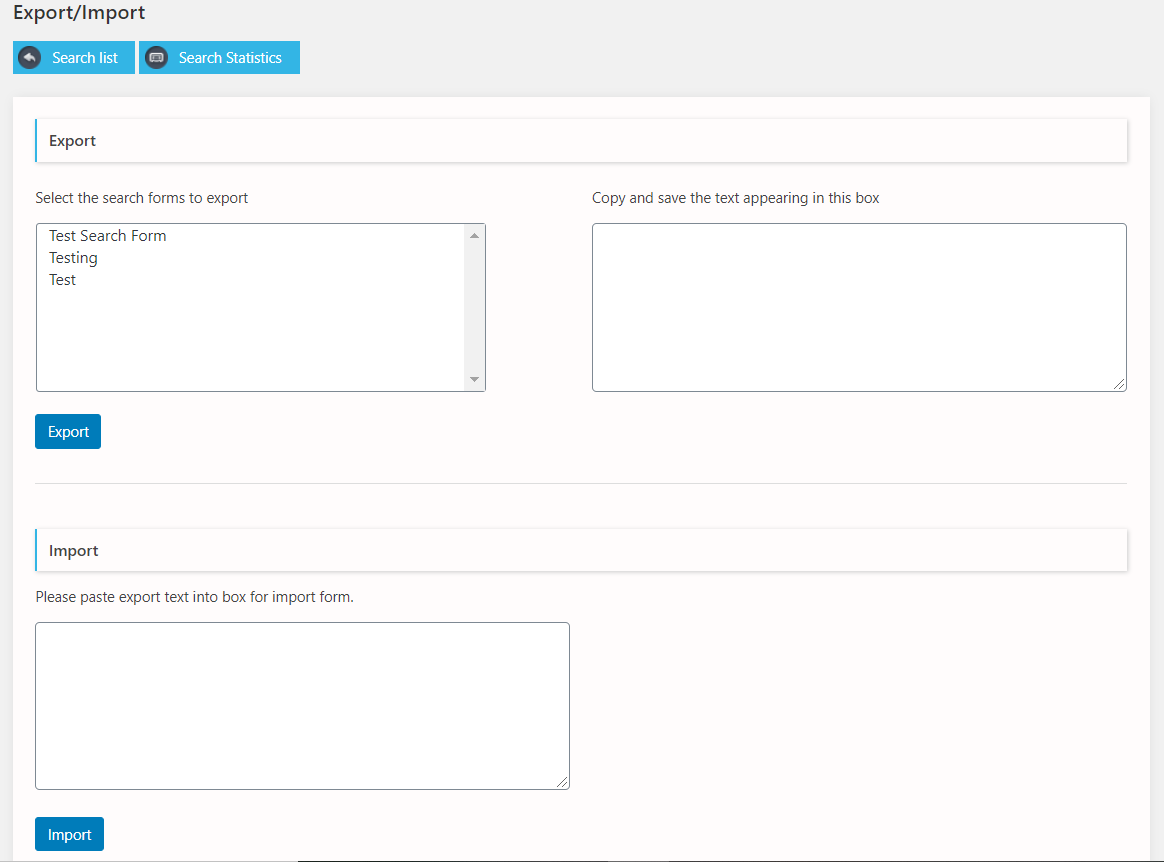 Export/Import
Search list
Search Statistics
Export
Select the search forms to export
Copy and save the text appearing in this box
Test Search Form
Testing
Test
Export
Import
Please paste export text into box for import form.
Import